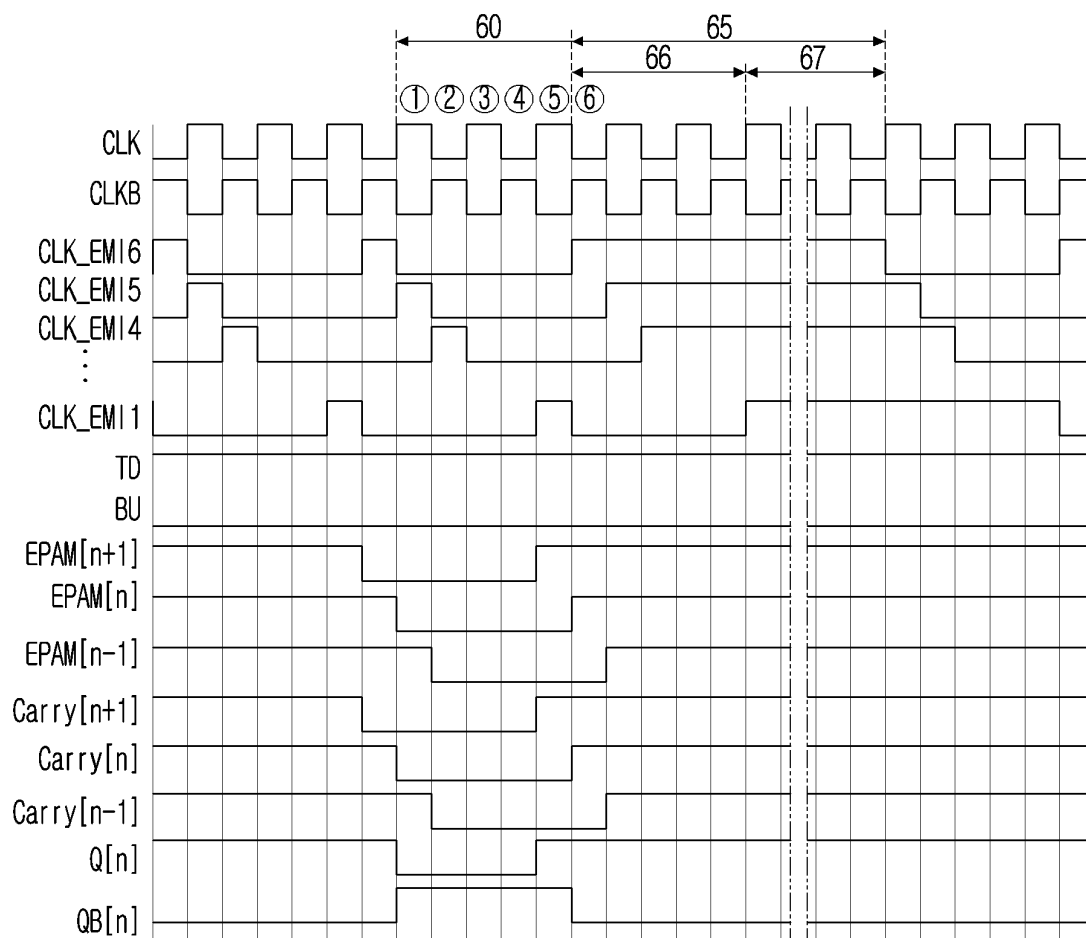 60 65
66 67
① ② ③ ④ ⑤ ⑥
CLK
CLKB
CLK_EMI6
CLK_EMI5
CLK_EMI4
⋮
CLK_EMI1
TD
BU
EPAM[n+1]
EPAM[n]
EPAM[n-1]
Carry[n+1]
Carry[n]
Carry[n-1]
Q[n]
QB[n]